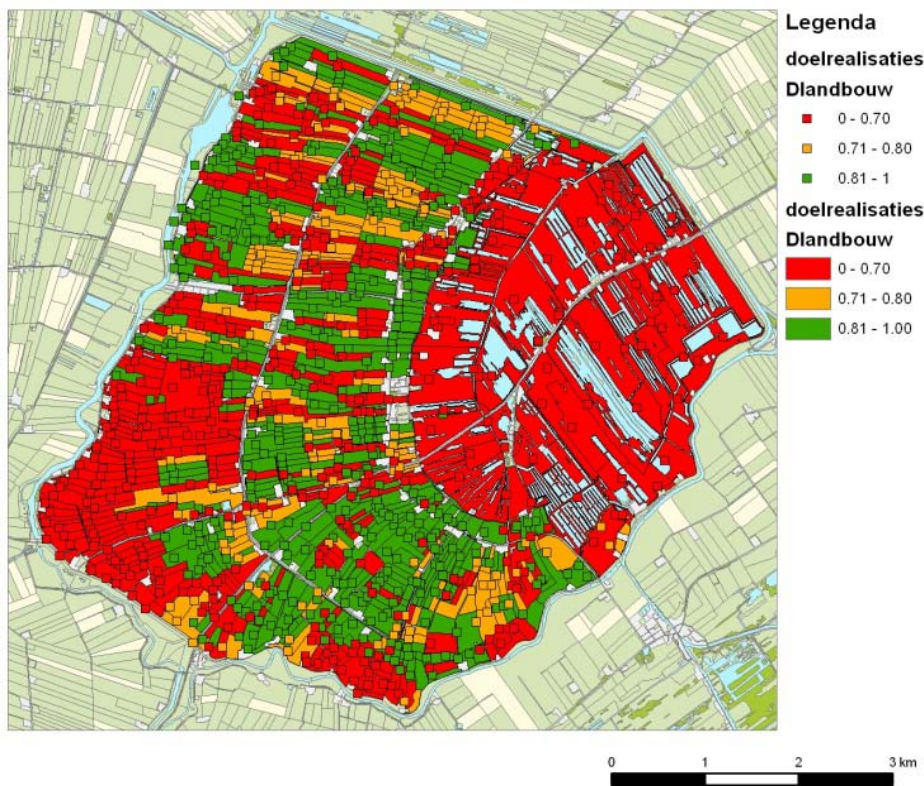 Legenda
doelrealisaties
Dlandbouw
0 - 0.70
0.71 - 0.80
0.81 - 1
doelrealisaties
Dlandbouw
0 - 0.70
0.71 - 0.80
0.81 - 1.00
0 1 2 3 km